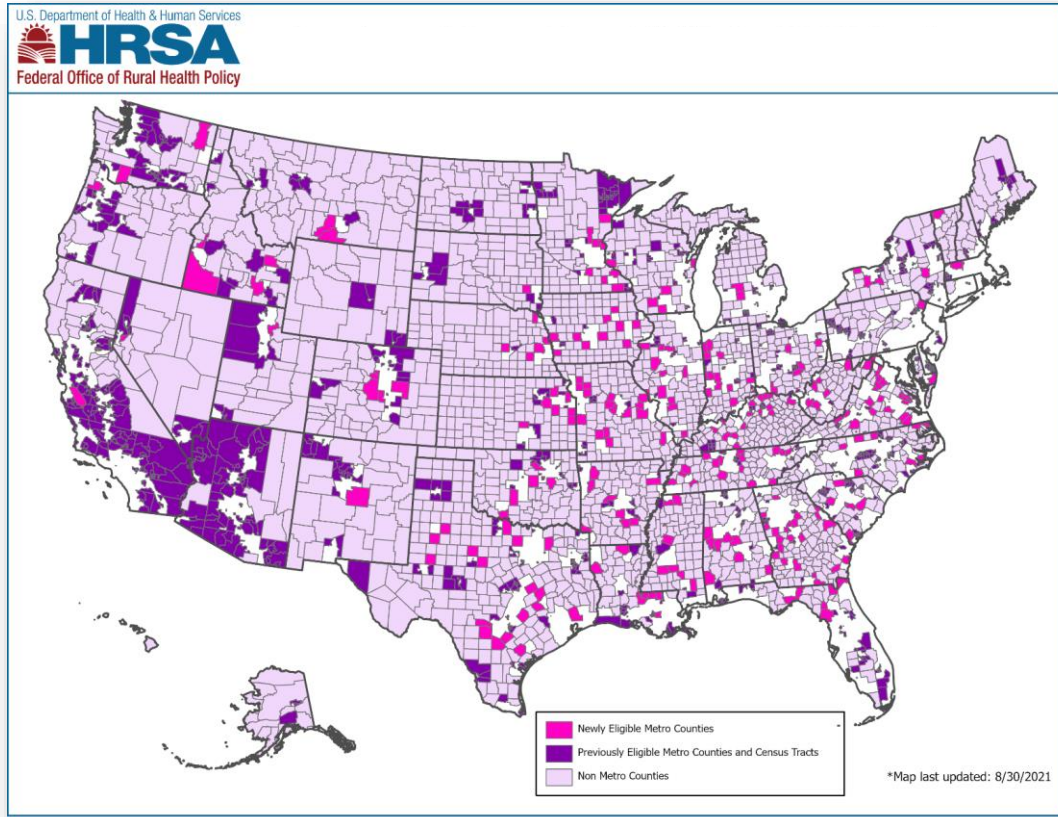 U.S. Department of Health & Human Services
HRSA
Federal Office of Rural Health Policy
Newly Eligible Metro Counties
Previously Eligible Metro Counties and Census Tracts
Non Metro Counties
*Map last updated: 8/30/2021